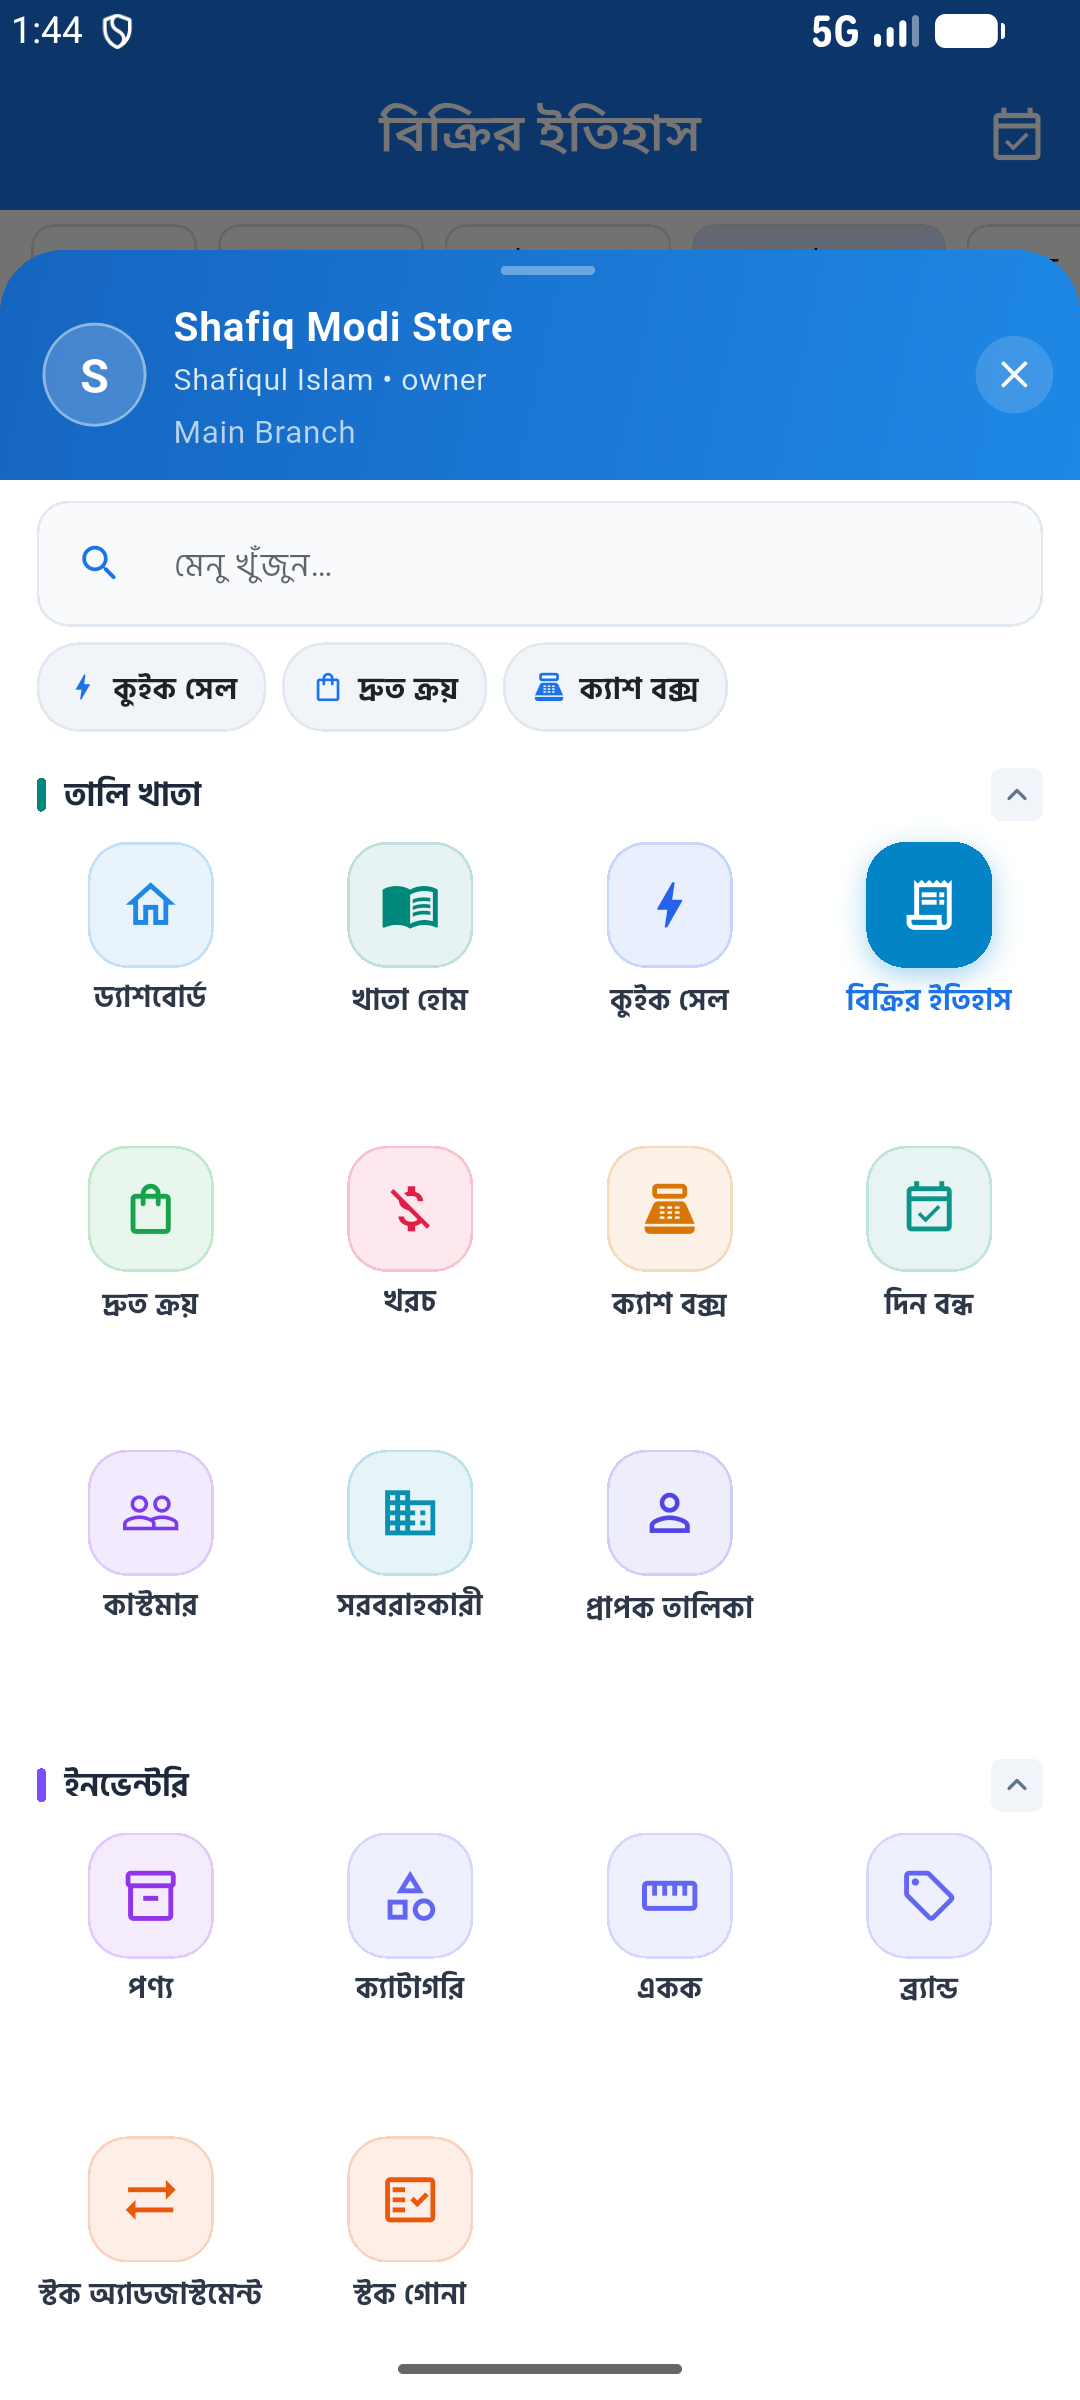 1:44
5G
বিক্রির ইতিহাস
S
Shafiq Modi Store
Shafiqul Islam • owner
Main Branch
মেনু খুঁজুন...
কুইক সেল
দ্রুত ক্রয়
ক্যাশ বক্স
তালি খাতা
ড্যাশবোর্ড
খাতা হোম
কুইক সেল
বিক্রির ইতিহাস
দ্রুত ক্রয়
খরচ
ক্যাশ বক্স
দিন বন্ধ
কাস্টমার
সরবরাহকারী
প্রাপক তালিকা
ইনভেন্টরি
পণ্য
ক্যাটাগরি
একক
ব্র্যান্ড
স্টক অ্যাডজাস্টমেন্ট
স্টক গোনা